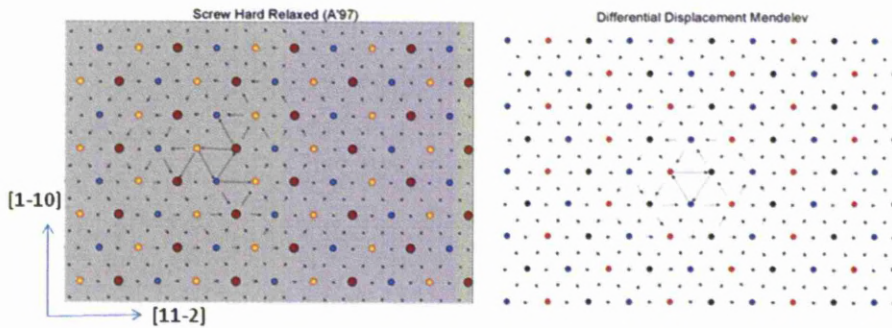 Screw Hard Relaxed (A'97)
Differential Displacement Mendelev
[1-10]
[11-2]